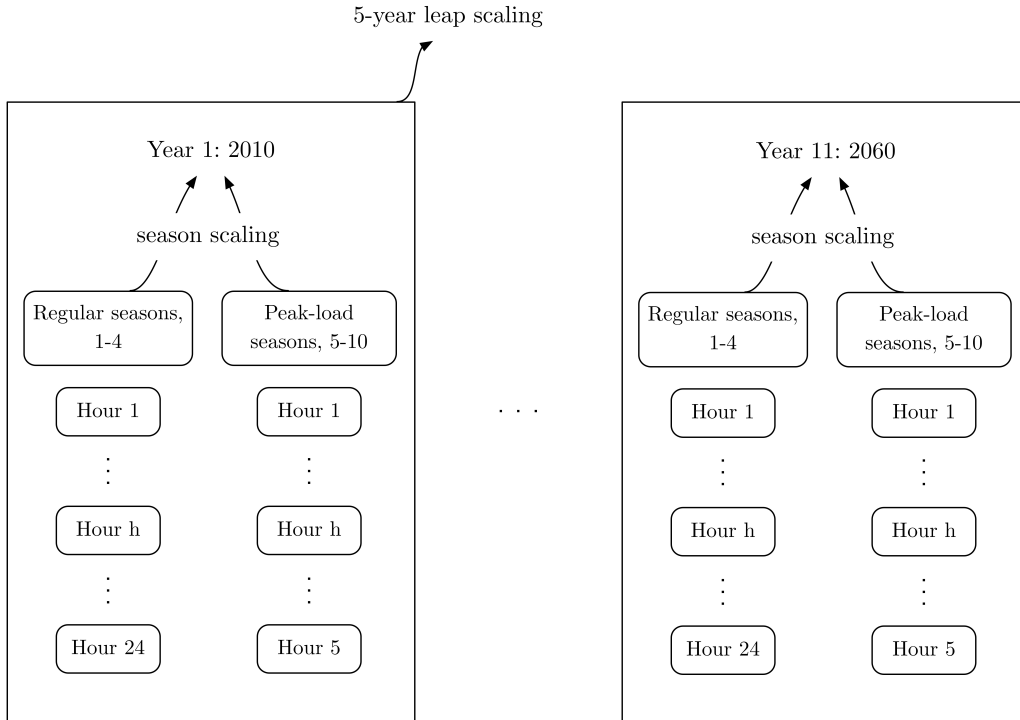 5-year leap scaling
Year 1: 2010
season scaling
Regular seasons,
1-4
Peak-load
seasons, 5-10
Hour 1
Hour 1
⋮
⋮
Hour h
Hour h
⋮
⋮
Hour 24
Hour 5
. . .
Year 11: 2060
season scaling
Regular seasons,
1-4
Peak-load
seasons, 5-10
Hour 1
Hour 1
⋮
⋮
Hour h
Hour h
⋮
⋮
Hour 24
Hour 5